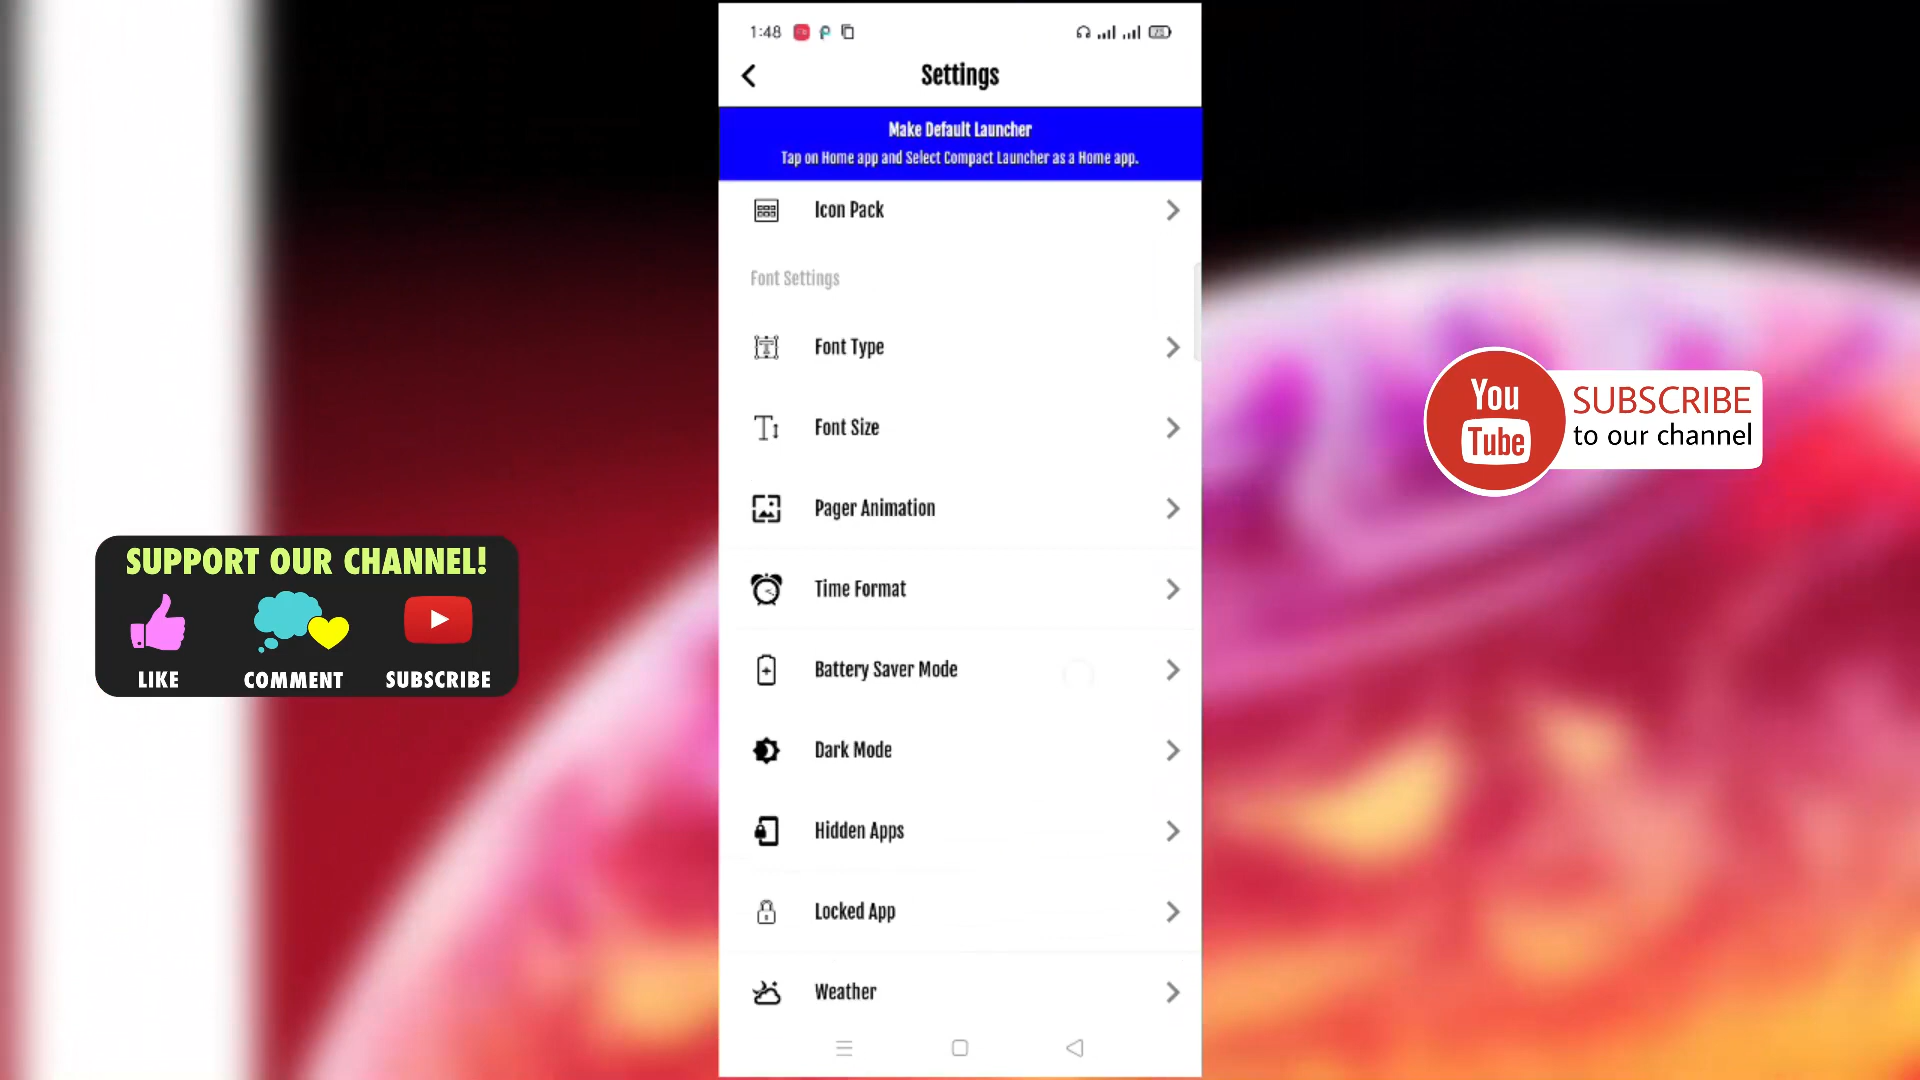 1:48
Settings
Make Default Launcher
Tap on Home app and Select Compact Launcher as a Home app.
Icon Pack
Font Settings
Font Type
Font Size
Pager Animation
Time Format
Battery Saver Mode
Dark Mode
Hidden Apps
Locked App
Weather
SUPPORT OUR CHANNEL!
LIKE
COMMENT
SUBSCRIBE
You
Tube
SUBSCRIBE
to our channel